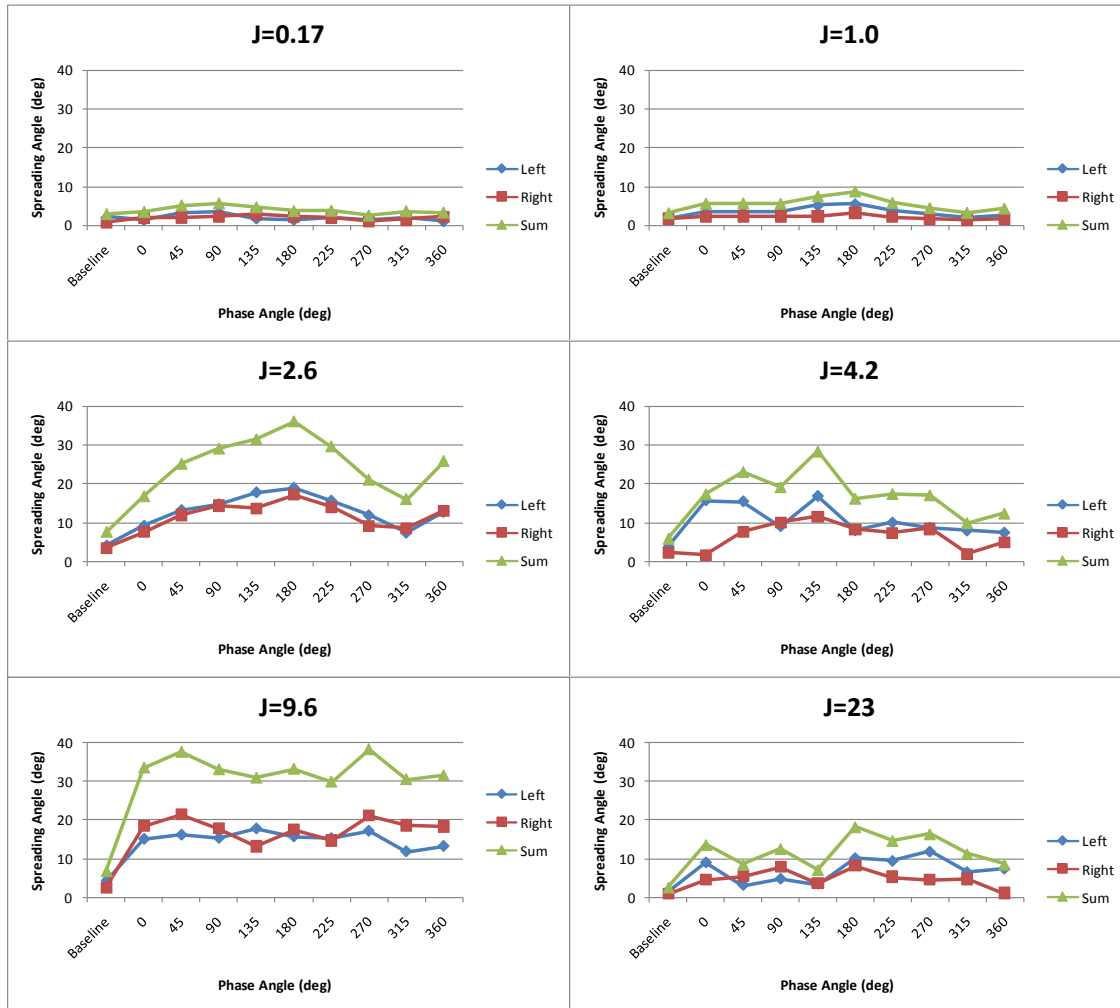 J=0.17
Spreading Angle (deg)
40
30
20
10
0
Baseline
0
45
90
135
180
225
270
315
360
Phase Angle (deg)
Left
Right
Sum
J=1.0
Spreading Angle (deg)
40
30
20
10
0
Baseline
0
45
90
135
180
225
270
315
360
Phase Angle (deg)
Left
Right
Sum
J=2.6
Spreading Angle (deg)
40
30
20
10
0
Baseline
0
45
90
135
180
225
270
315
360
Phase Angle (deg)
Left
Right
Sum
J=4.2
Spreading Angle (deg)
40
30
20
10
0
Baseline
0
45
90
135
180
225
270
315
360
Phase Angle (deg)
Left
Right
Sum
J=9.6
Spreading Angle (deg)
40
30
20
10
0
Baseline
0
45
90
135
180
225
270
315
360
Phase Angle (deg)
Left
Right
Sum
J=23
Spreading Angle (deg)
40
30
20
10
0
Baseline
0
45
90
135
180
225
270
315
360
Phase Angle (deg)
Left
Right
Sum